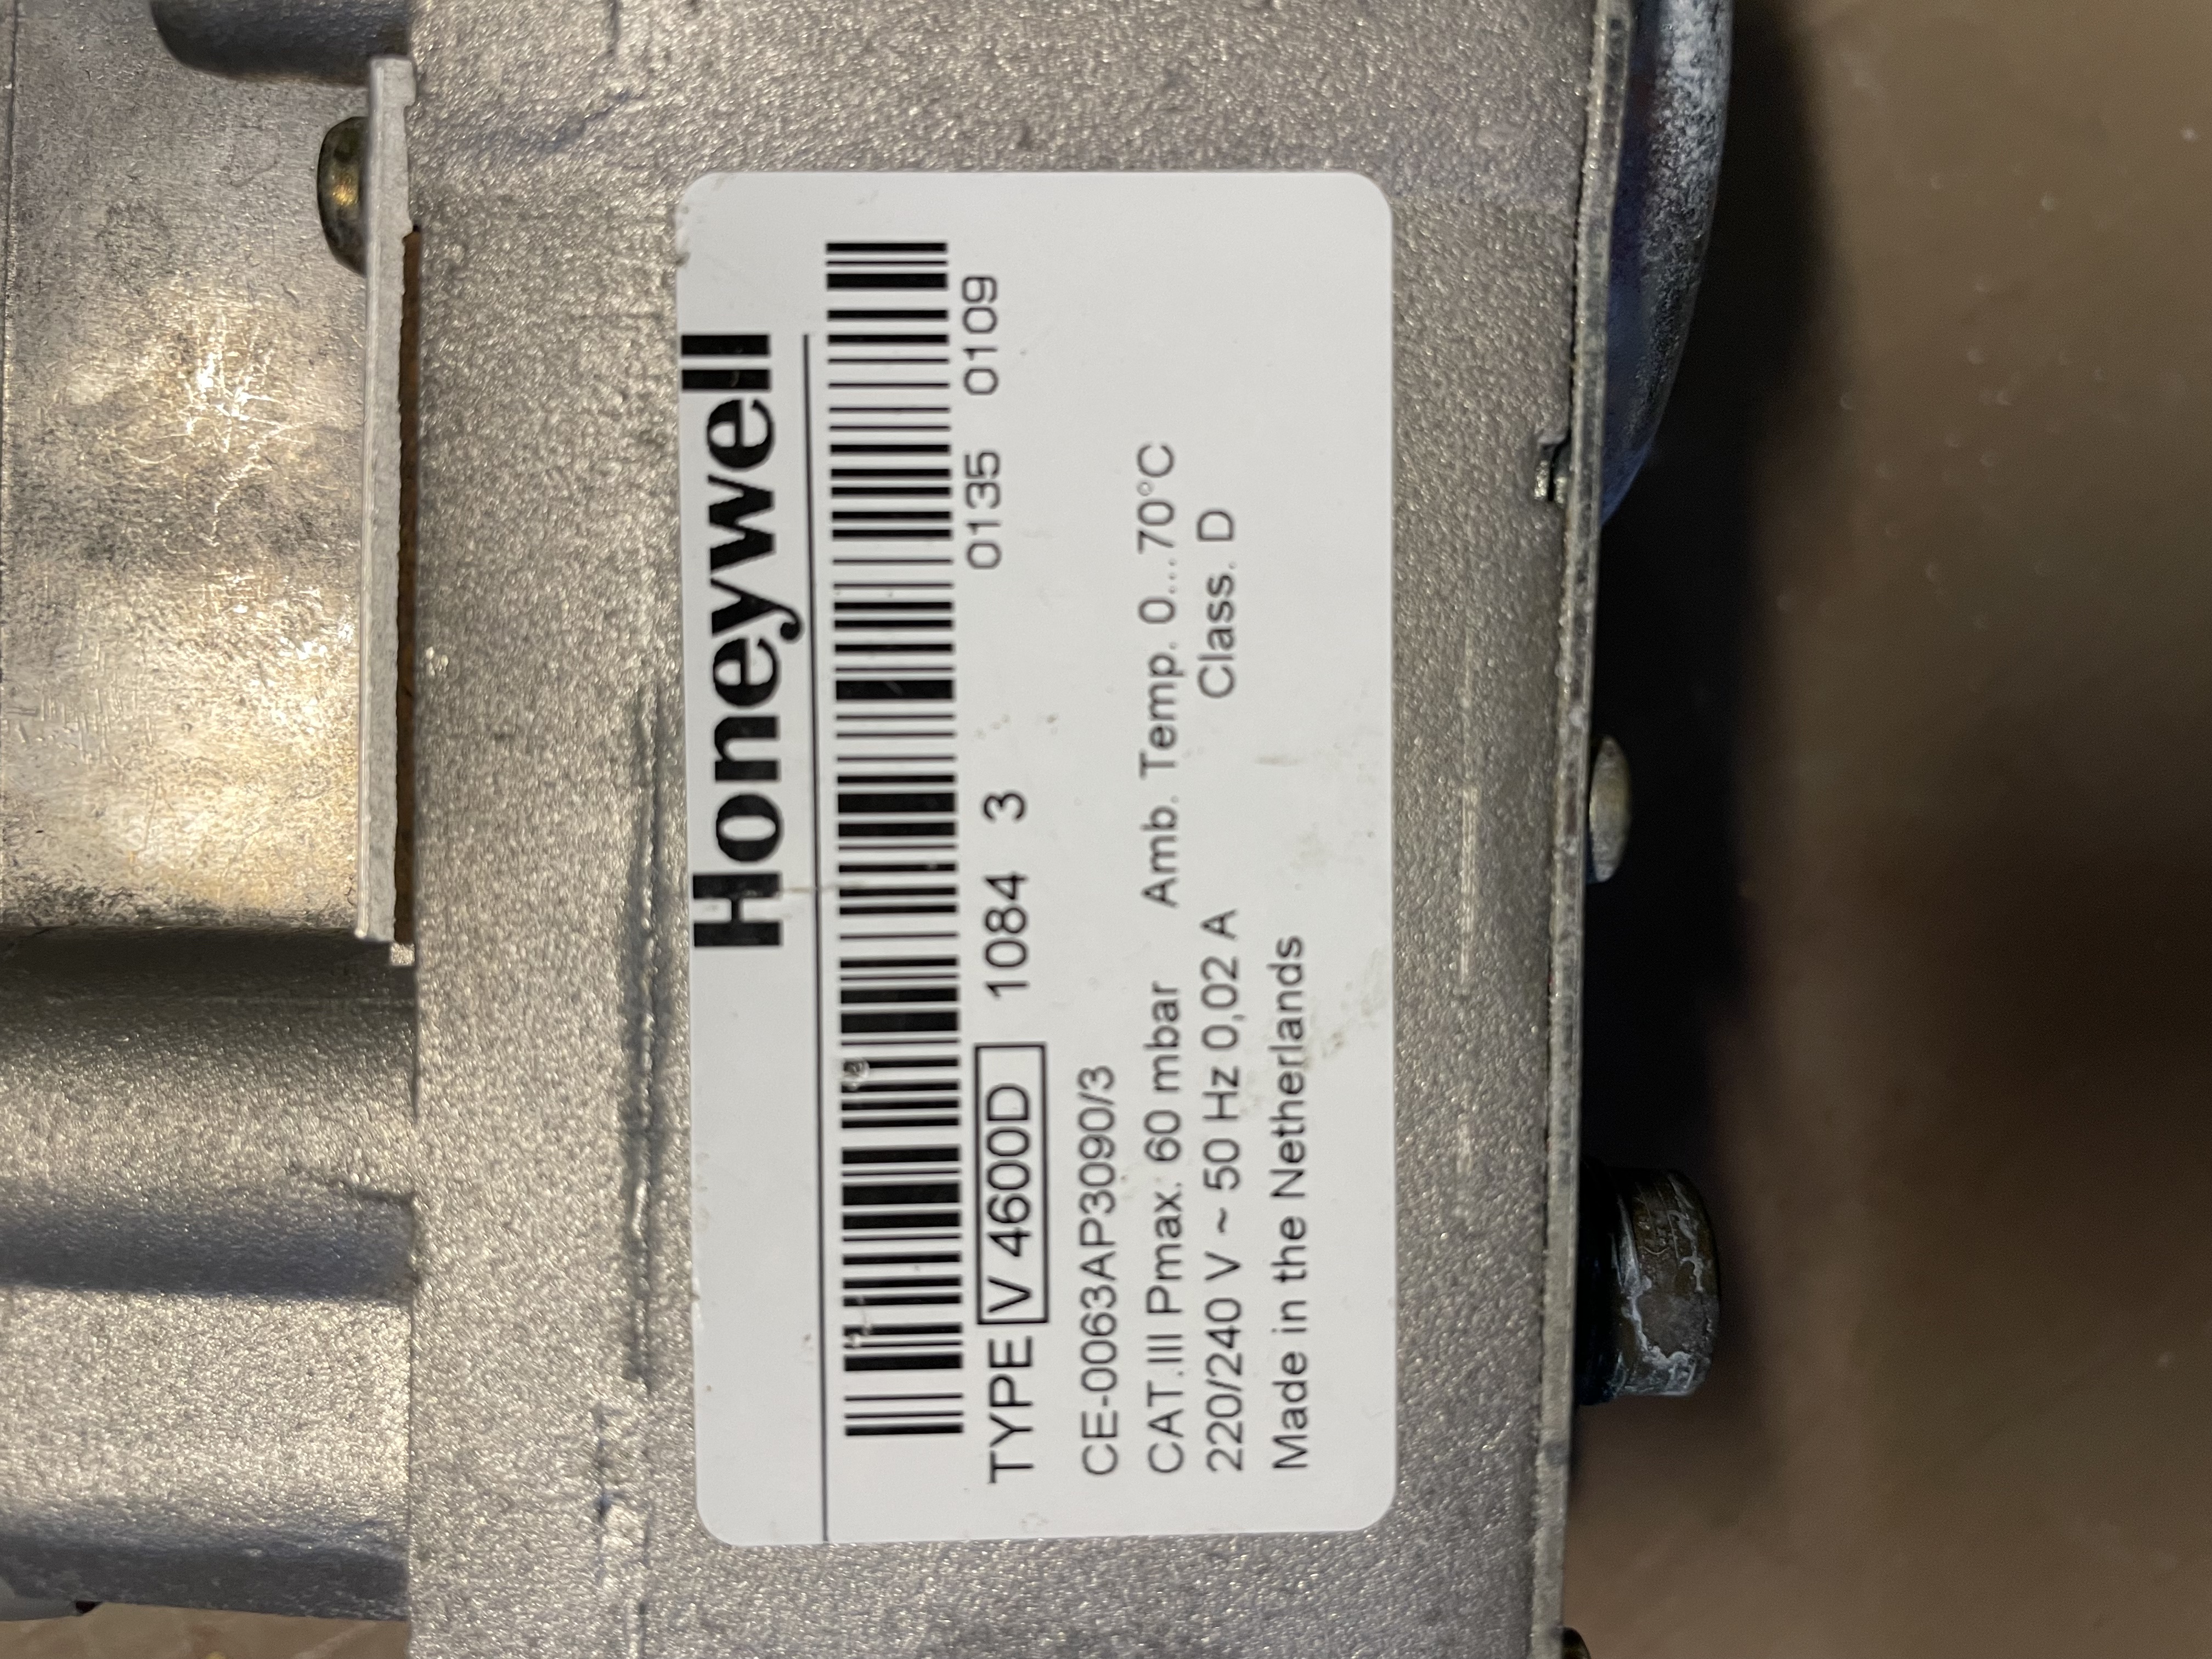 Honeywell
0135 0109
TYPE V 4600D 1084 3
CE-0063AP3090/3
CAT.III Pmax. 60 mbar Amb. Temp. 0...70°C
220/240 V ~ 50 Hz 0,02 A Class. D
Made in the Netherlands